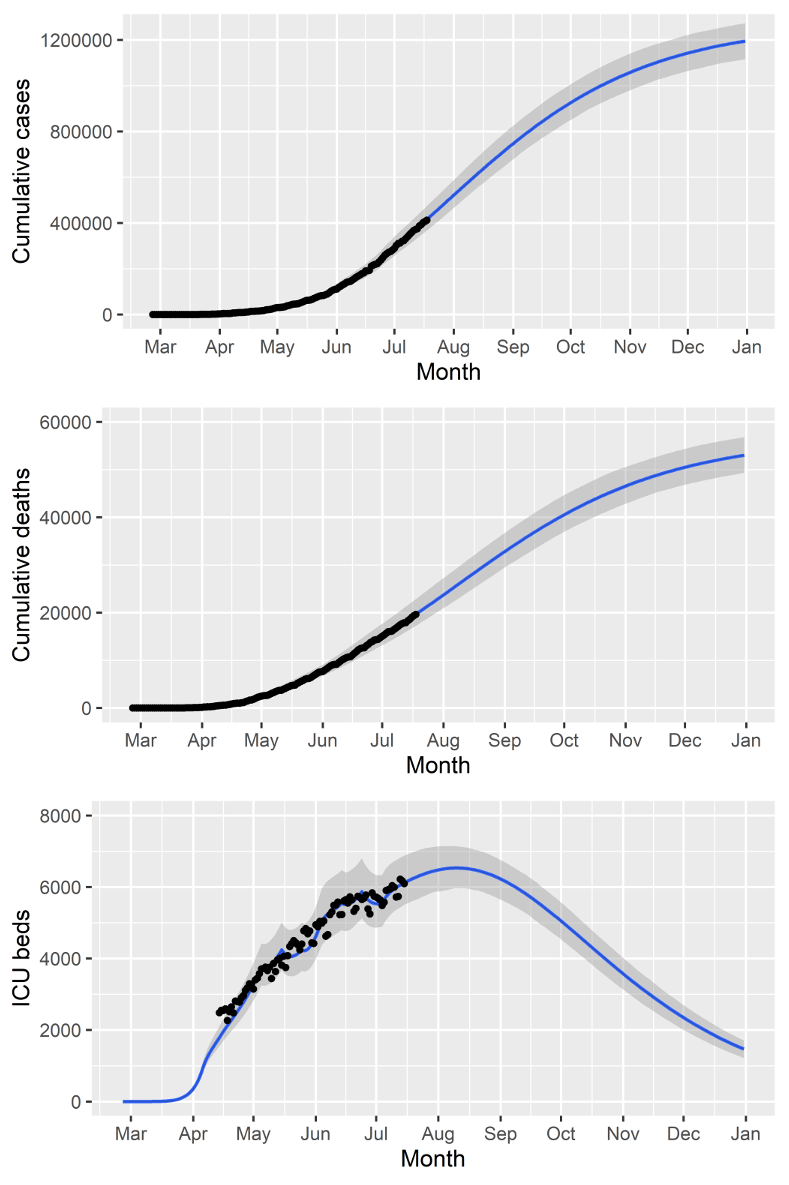 Cumulative cases
1200000
800000
400000
0
Mar Apr May Jun Jul Aug Sep Oct Nov Dec Jan
Month
Cumulative deaths
60000
40000
20000
0
Mar Apr May Jun Jul Aug Sep Oct Nov Dec Jan
Month
ICU beds
8000
6000
4000
2000
0
Mar Apr May Jun Jul Aug Sep Oct Nov Dec Jan
Month